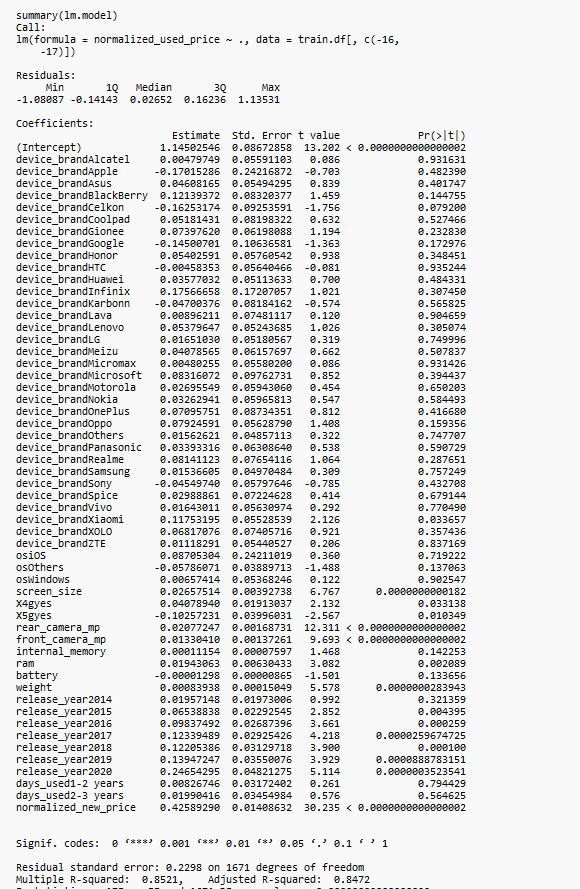 summary(lm.model)
Call:
lm(formula = normalized_used_price ~ ., data = train.df[, c(-16,
-17)])
Residuals:
Min 1Q Median 3Q Max
-1.08087 -0.14143 0.02652 0.16236 1.13531
Coefficients:
Estimate Std. Error t value Pr(>|t|)
(Intercept) 1.14502546 0.08672858 13.202 < 0.0000000000000002
device_brandAlcatel 0.00479749 0.05591103 0.086 0.931631
device_brandApple -0.17015286 0.24216872 -0.703 0.482390
device_brandAsus 0.04608165 0.05494295 0.839 0.401747
device_brandBlackBerry 0.12139372 0.08320377 1.459 0.144755
device_brandCelkon -0.16253174 0.09253591 -1.756 0.079200
device_brandCoolpad 0.05181431 0.08198322 0.632 0.527466
device_brandGionee 0.07397620 0.06198088 1.194 0.232830
device_brandGoogle -0.14500701 0.10636581 -1.363 0.172976
device_brandHonor 0.05402591 0.05760542 0.938 0.348451
device_brandHTC -0.00458353 0.05640466 -0.081 0.935244
device_brandHuawei 0.03577032 0.05113633 0.700 0.484331
device_brandInfinix 0.17566658 0.17207057 1.021 0.307450
device_brandKarbonn -0.04700376 0.08184162 -0.574 0.565825
device_brandLava 0.00896211 0.07481117 0.120 0.904659
device_brandLenovo 0.05379647 0.05243685 1.026 0.305074
device_brandLG 0.01651030 0.05180567 0.319 0.749996
device_brandMeizu 0.04078565 0.06157697 0.662 0.507837
device_brandMicromax 0.00480255 0.05580200 0.086 0.931426
device_brandMicrosoft 0.08316072 0.09762731 0.852 0.394437
device_brandMotorola 0.02695549 0.05943060 0.454 0.650203
device_brandNokia 0.03262941 0.05965813 0.547 0.584493
device_brandOnePlus 0.07095751 0.08734351 0.812 0.416680
device_brandOppo 0.07924591 0.05628790 1.408 0.159356
device_brandOthers 0.01562621 0.04857113 0.322 0.747707
device_brandPanasonic 0.03393316 0.06308640 0.538 0.590729
device_brandRealme 0.08141123 0.07654116 1.064 0.287651
device_brandSamsung 0.01536605 0.04970484 0.309 0.757249
device_brandSony -0.04549740 0.05797646 -0.785 0.432708
device_brandSpice 0.02988861 0.07224628 0.414 0.679144
device_brandVivo 0.01643011 0.05630974 0.292 0.770490
device_brandXiaomi 0.11753195 0.05528539 2.126 0.033657
device_brandXOLO 0.06817076 0.07405716 0.921 0.357436
device_brandZTE 0.01118291 0.05440527 0.206 0.837169
osiOS 0.08705304 0.24211019 0.360 0.719222
osOthers -0.05786071 0.03889713 -1.488 0.137063
osWindows 0.00657414 0.05368246 0.122 0.902547
screen_size 0.02657514 0.00392738 6.767 0.0000000000182
X4gyes 0.04078940 0.01913037 2.132 0.033138
X5gyes -0.10257231 0.03996031 -2.567 0.010349
rear_camera_mp 0.02077247 0.00168731 12.311 < 0.0000000000000002
front_camera_mp 0.01330410 0.00137261 9.693 < 0.0000000000000002
internal_memory 0.00011154 0.00007597 1.468 0.142253
ram 0.01943063 0.00630433 3.082 0.002089
battery -0.00001298 0.00000865 -1.501 0.133656
weight 0.00083938 0.00015049 5.578 0.0000000283943
release_year2014 0.01957148 0.01973006 0.992 0.321359
release_year2015 0.06538838 0.02292545 2.852 0.004395
release_year2016 0.09837492 0.02687396 3.661 0.000259
release_year2017 0.12339489 0.02925426 4.218 0.0000259674725
release_year2018 0.12205386 0.03129718 3.900 0.000100
release_year2019 0.13947247 0.03550076 3.929 0.0000888783151
release_year2020 0.24654295 0.04821275 5.114 0.0000003523541
days_used1-2 years 0.00826746 0.03172402 0.261 0.794429
days_used2-3 years 0.01990416 0.03454984 0.576 0.564625
normalized_new_price 0.42589290 0.01408632 30.235 < 0.0000000000000002
Signif. codes: 0 ‘***’ 0.001 ‘**’ 0.01 ‘*’ 0.05 ‘.’ 0.1 ‘ ’ 1
Residual standard error: 0.2298 on 1671 degrees of freedom
Multiple R-squared: 0.8521, Adjusted R-squared: 0.8472